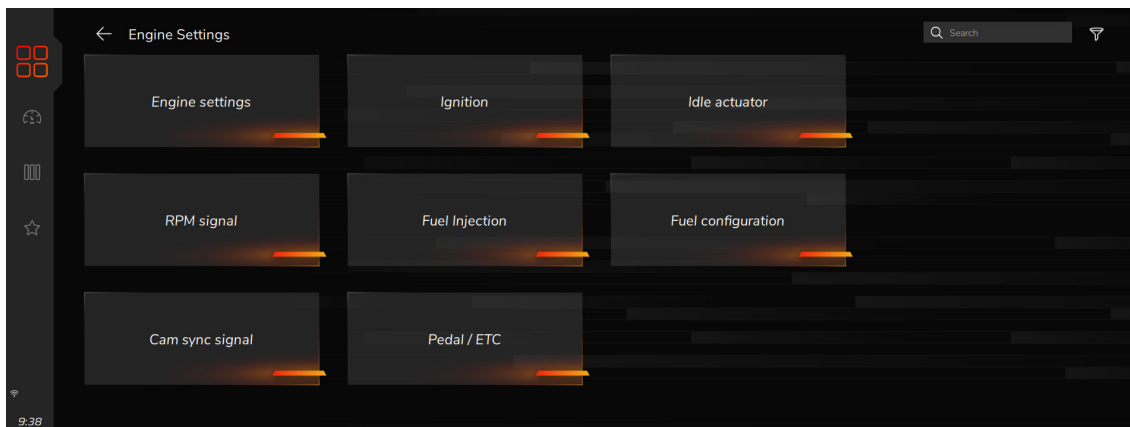 Engine Settings
Search
Engine settings
Ignition
Idle actuator
RPM signal
Fuel Injection
Fuel configuration
Cam sync signal
Pedal / ETC
9:38